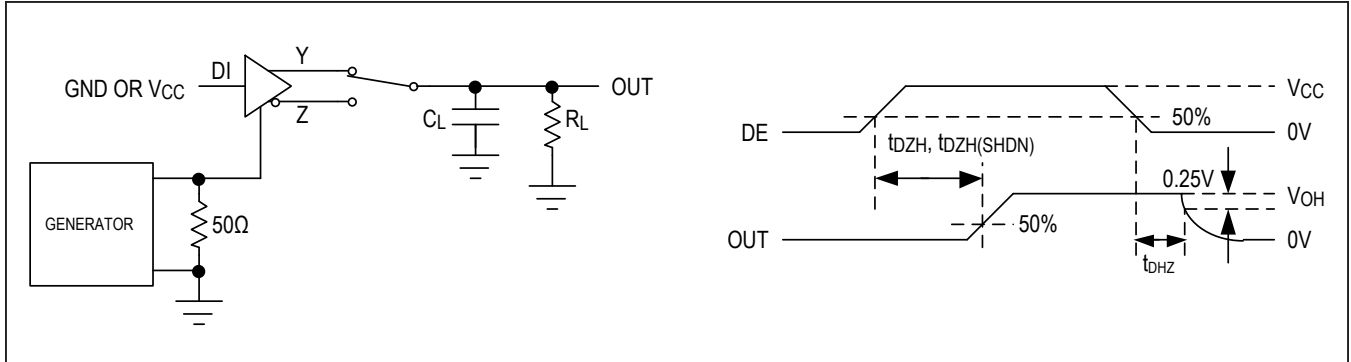 GND OR VCC
DI
Y
Z
CL
RL
OUT
GENERATOR
50Ω
DE
VCC
50%
0V
tDZH, tDZH(SHDN)
0.25V
VOH
OUT
50%
0V
tDHZ